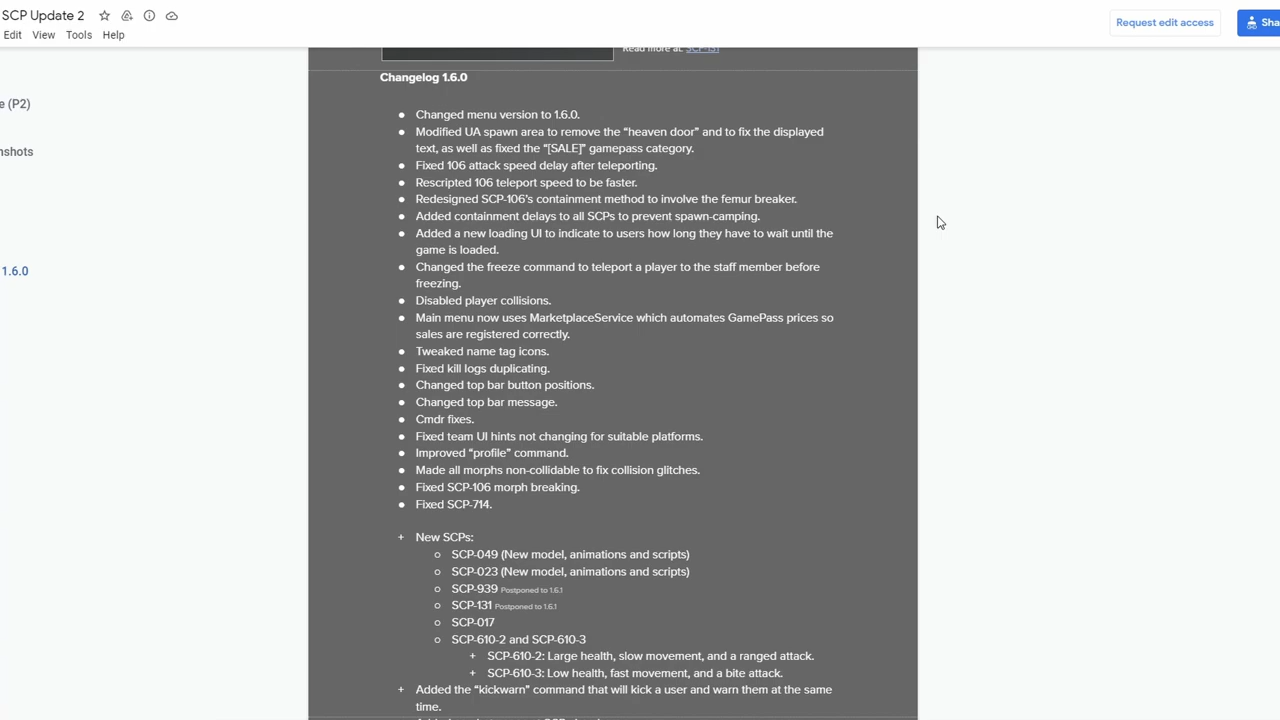 SCP Update 2
Request edit access
Sha
Edit View Tools Help
Read more at: SCP-131
Changelog 1.6.0
e (P2)
● Changed menu version to 1.6.0.
● Modified UA spawn area to remove the “heaven door” and to fix the displayed
text, as well as fixed the “[SALE]” gamepass category.
nshots
● Fixed 106 attack speed delay after teleporting.
● Rescripted 106 teleport speed to be faster.
● Redesigned SCP-106’s containment method to involve the femur breaker.
● Added containment delays to all SCPs to prevent spawn-camping.
● Added a new loading UI to indicate to users how long they have to wait until the
game is loaded.
1.6.0
● Changed the freeze command to teleport a player to the staff member before
freezing.
● Disabled player collisions.
● Main menu now uses MarketplaceService which automates GamePass prices so
sales are registered correctly.
● Tweaked name tag icons.
● Fixed kill logs duplicating.
● Changed top bar button positions.
● Changed top bar message.
● Cmdr fixes.
● Fixed team UI hints not changing for suitable platforms.
● Improved “profile” command.
● Made all morphs non-collidable to fix collision glitches.
● Fixed SCP-106 morph breaking.
● Fixed SCP-714.
+ New SCPs:
○ SCP-049 (New model, animations and scripts)
○ SCP-023 (New model, animations and scripts)
○ SCP-939 Postponed to 1.6.1
○ SCP-131 Postponed to 1.6.1
○ SCP-017
○ SCP-610-2 and SCP-610-3
+ SCP-610-2: Large health, slow movement, and a ranged attack.
+ SCP-610-3: Low health, fast movement, and a bite attack.
+ Added the “kickwarn” command that will kick a user and warn them at the same
time.